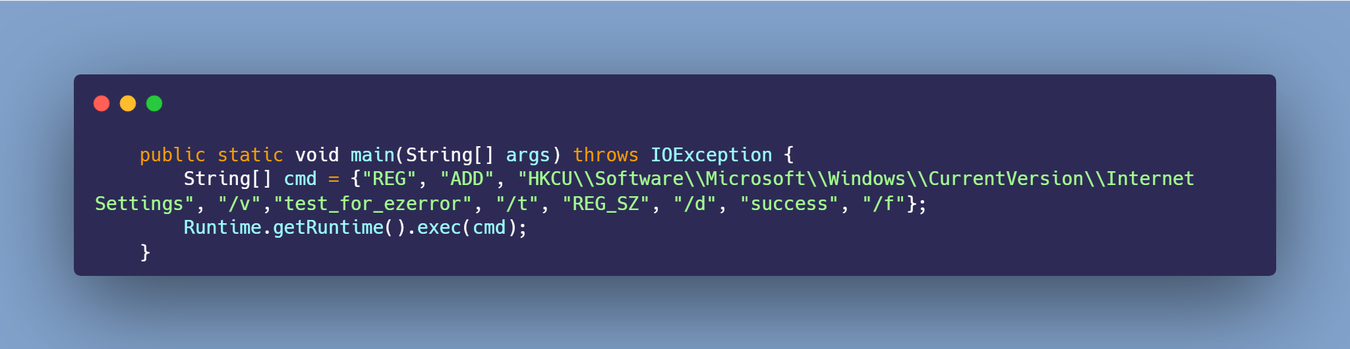 public static void main(String[] args) throws IOException {
String[] cmd = {"REG", "ADD", "HKCU\\Software\\Microsoft\\Windows\\CurrentVersion\\Internet
Settings", "/v","test_for_ezerror", "/t", "REG_SZ", "/d", "success", "/f"};
Runtime.getRuntime().exec(cmd);
}